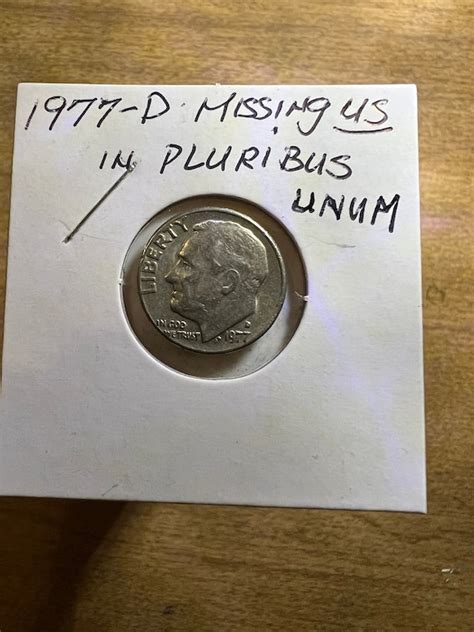 1977-D MISSING US
IN PLURIBUS
UNUM
LIBERTY
IN GOD
WE TRUST
D
1977